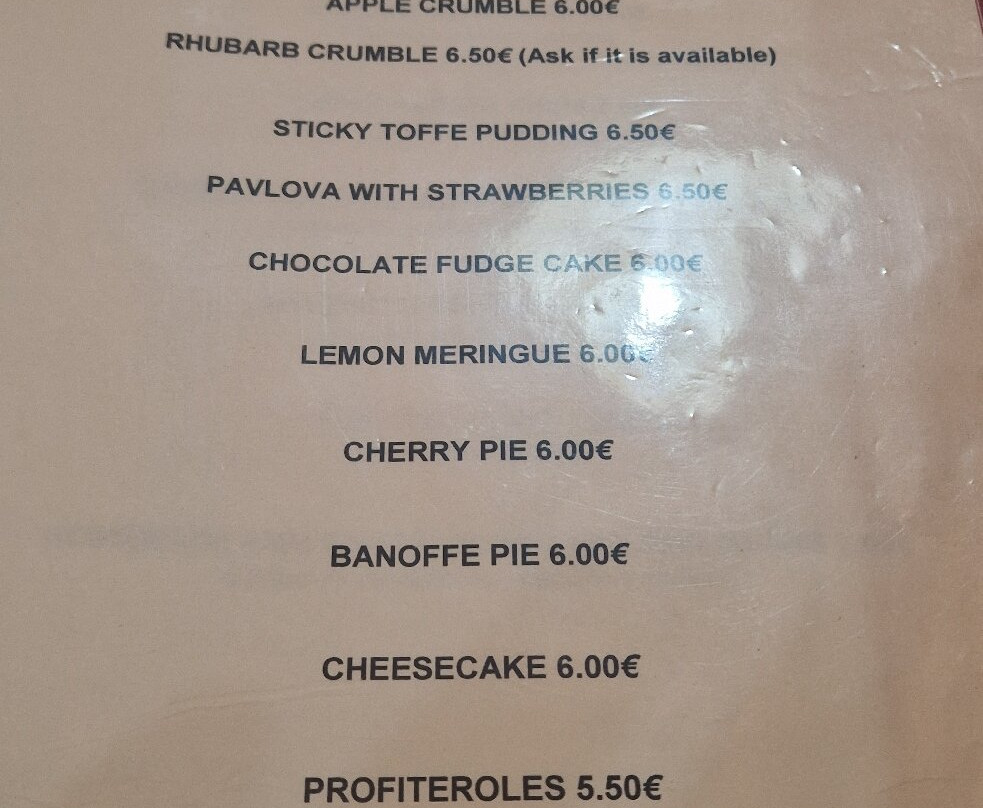 APPLE CRUMBLE 6.00€
RHUBARB CRUMBLE 6.50€ (Ask if it is available)
STICKY TOFFE PUDDING 6.50€
PAVLOVA WITH STRAWBERRIES 6.50€
CHOCOLATE FUDGE CAKE 6.00€
LEMON MERINGUE 6.00€
CHERRY PIE 6.00€
BANOFFE PIE 6.00€
CHEESECAKE 6.00€
PROFITEROLES 5.50€